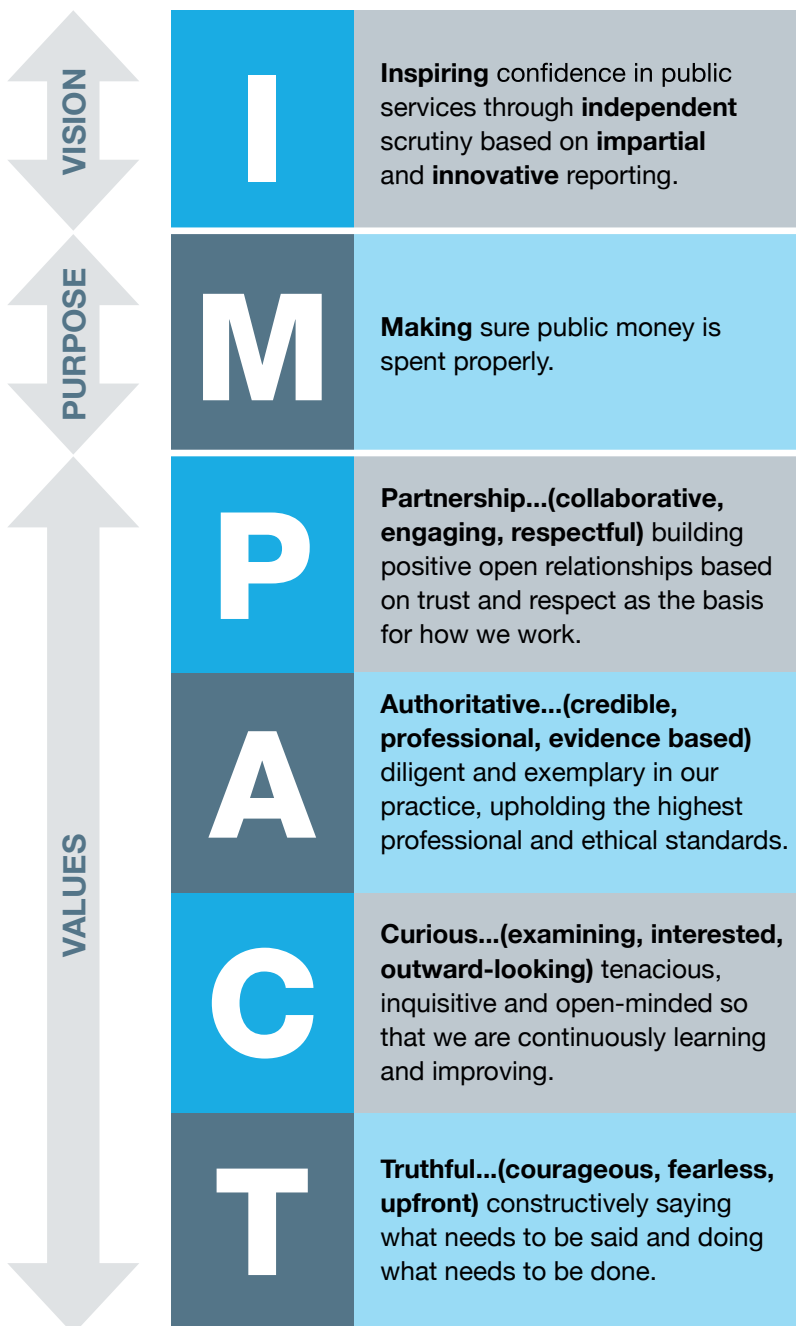 VISION
I
Inspiring confidence in public
services through independent
scrutiny based on impartial
and innovative reporting.
PURPOSE
M
Making sure public money is
spent properly.
VALUES
P
Partnership...(collaborative,
engaging, respectful) building
positive open relationships based
on trust and respect as the basis
for how we work.
A
Authoritative...(credible,
professional, evidence based)
diligent and exemplary in our
practice, upholding the highest
professional and ethical standards.
C
Curious...(examining, interested,
outward-looking) tenacious,
inquisitive and open-minded so
that we are continuously learning
and improving.
T
Truthful...(courageous, fearless,
upfront) constructively saying
what needs to be said and doing
what needs to be done.